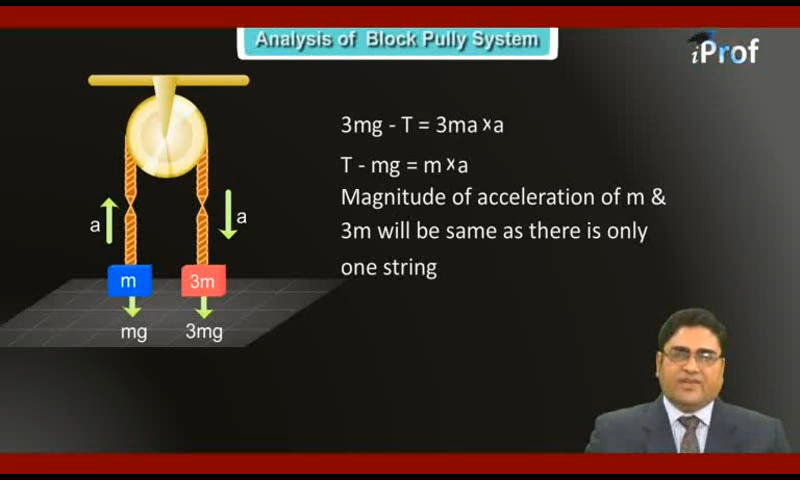 Analysis of Block Pully System
iProf
3mg - T = 3ma x a
T - mg = m x a
Magnitude of acceleration of m &
3m will be same as there is only
one string
a
a
m
3m
mg
3mg